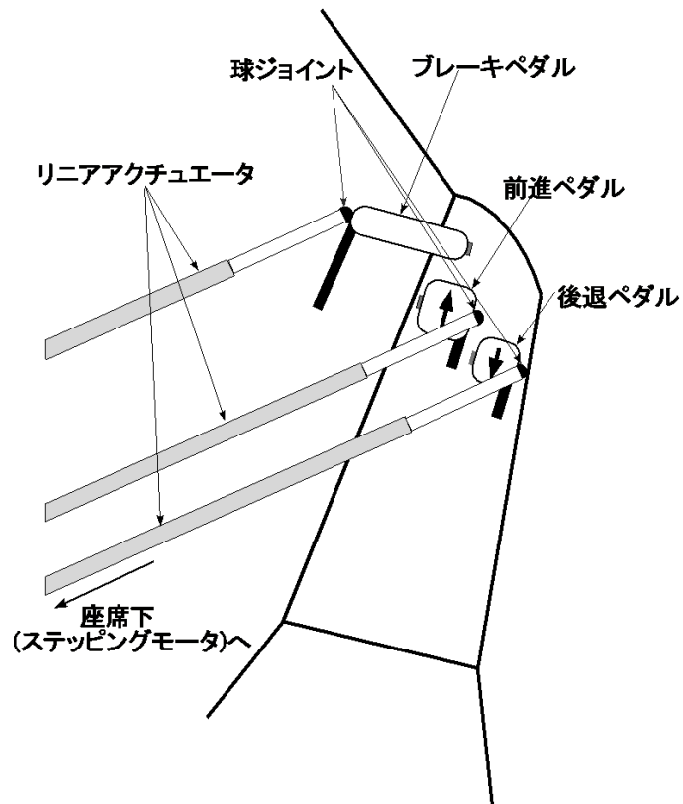 球ジョイント
ブレーキペダル
リニアアクチュエータ
前進ペダル
後退ペダル
座席下
(ステッピングモータ)へ